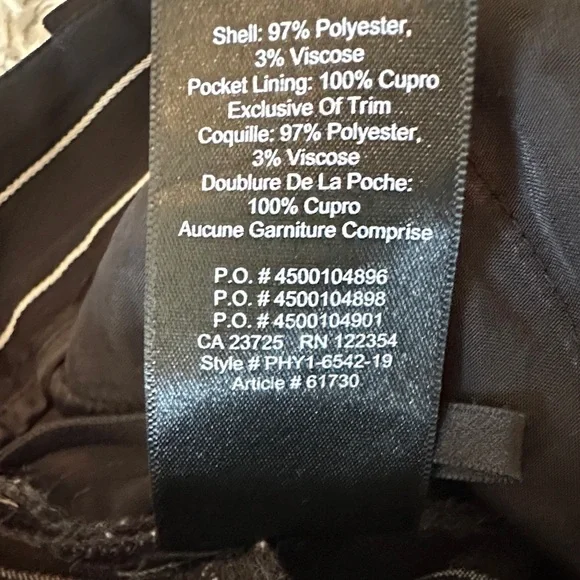 Shell: 97% Polyester,
3% Viscose
Pocket Lining: 100% Cupro
Exclusive Of Trim
Coquille: 97% Polyester,
3% Viscose
Doublure De La Poche:
100% Cupro
Aucune Garniture Comprise
P.O. # 4500104896
P.O. # 4500104898
P.O. # 4500104901
CA 23725 RN 122354
Style # PHY1-6542-19
Article # 61730